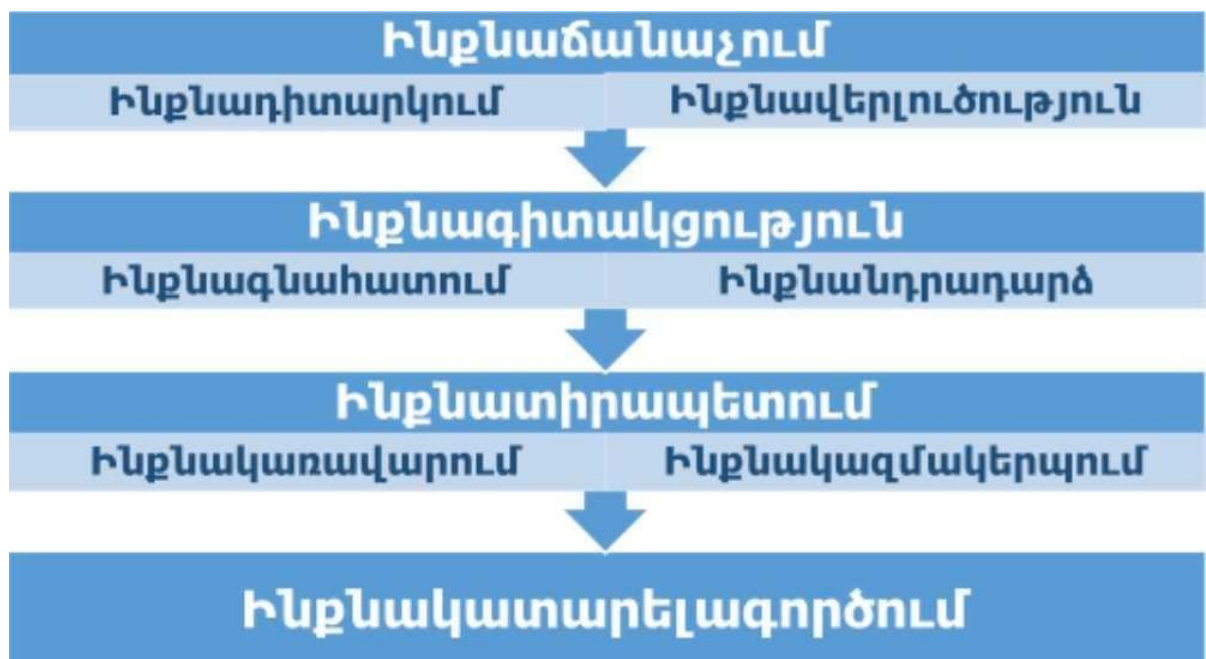 Ինքնաճանաչում
Ինքնադիտարկում Ինքնավերլուծություն
Ինքնագիտակցություն
Ինքնագնահատում Ինքնանդրադարձ
Ինքնատիրապետում
Ինքնակառավարում Ինքնակազմակերպում
Ինքնակատարելագործում